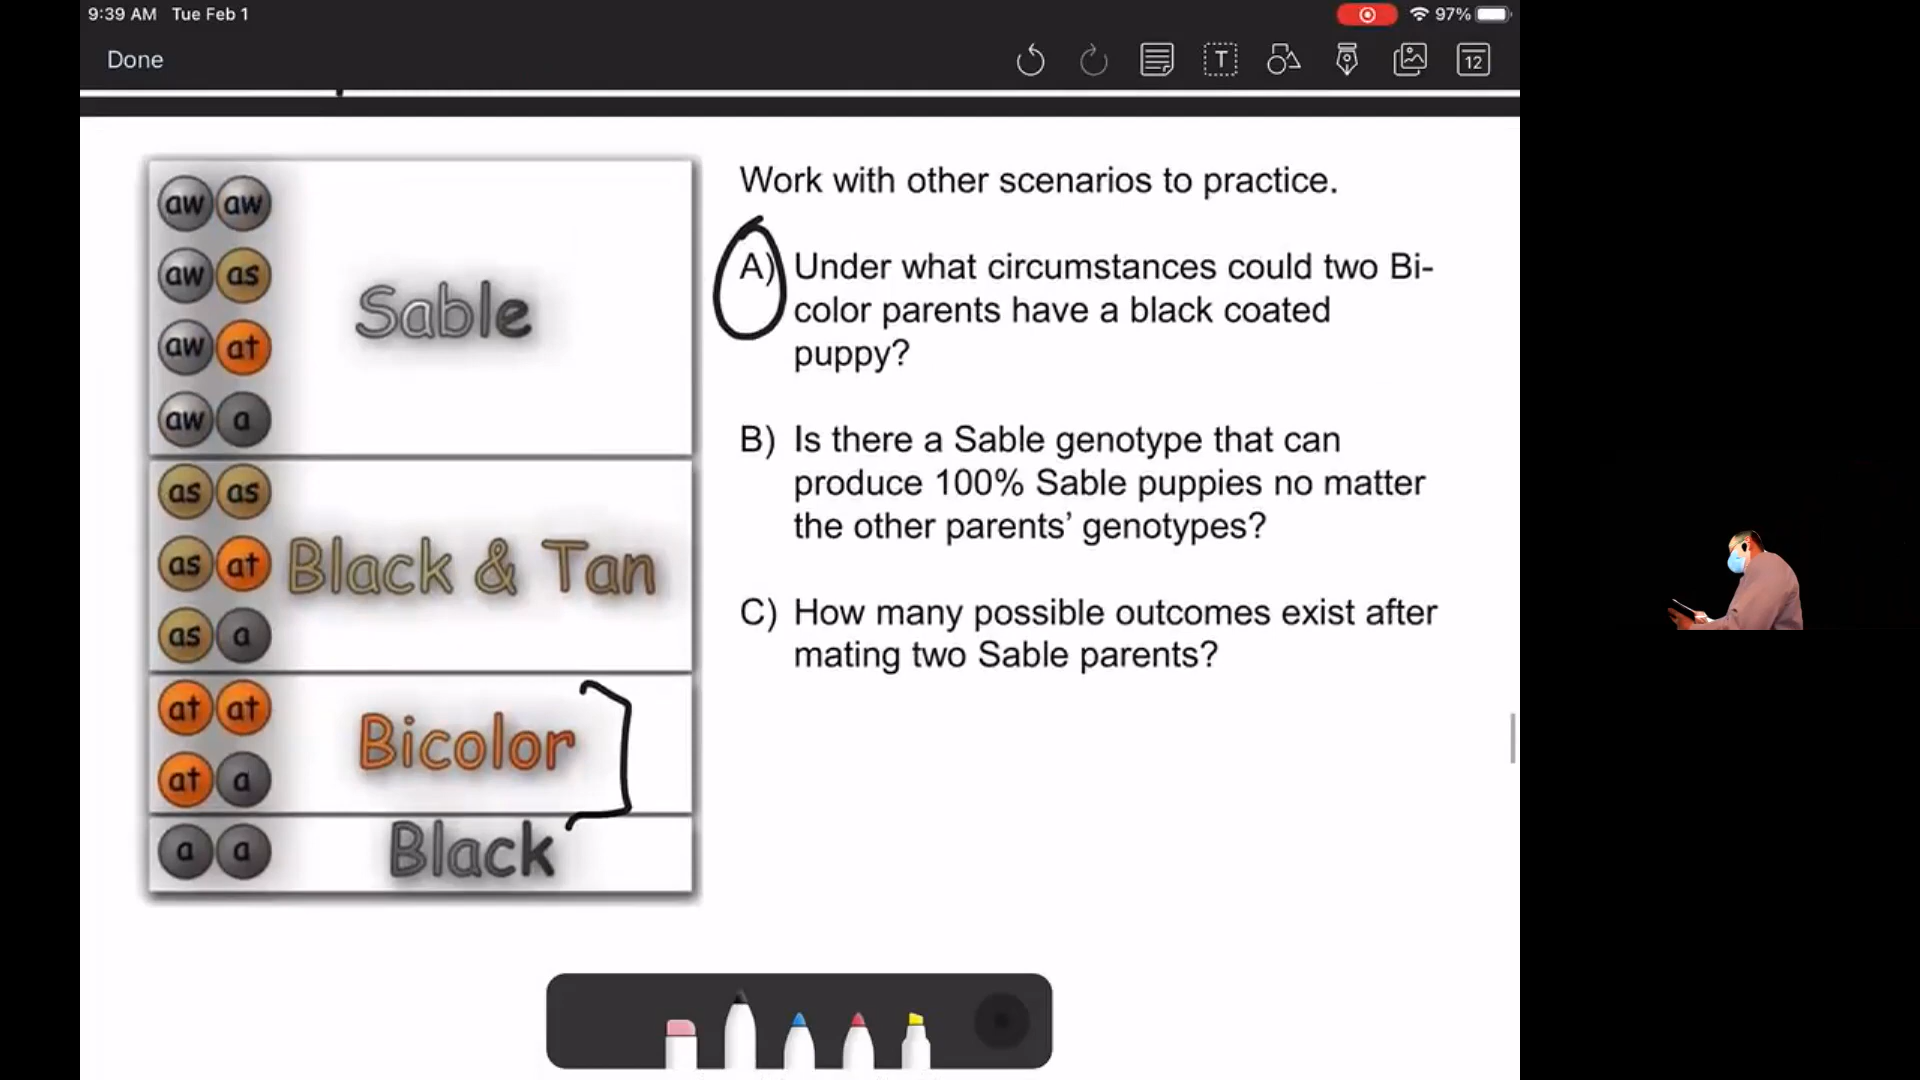 9:39 AM Tue Feb 1
97%
Done
T
12
aw aw
aw as
Sable
aw at
aw a
as as
as at Black & Tan
as a
at at
Bicolor
at a
a a Black
Work with other scenarios to practice.
A) Under what circumstances could two Bi-
color parents have a black coated
puppy?
B) Is there a Sable genotype that can
produce 100% Sable puppies no matter
the other parents’ genotypes?
C) How many possible outcomes exist after
mating two Sable parents?